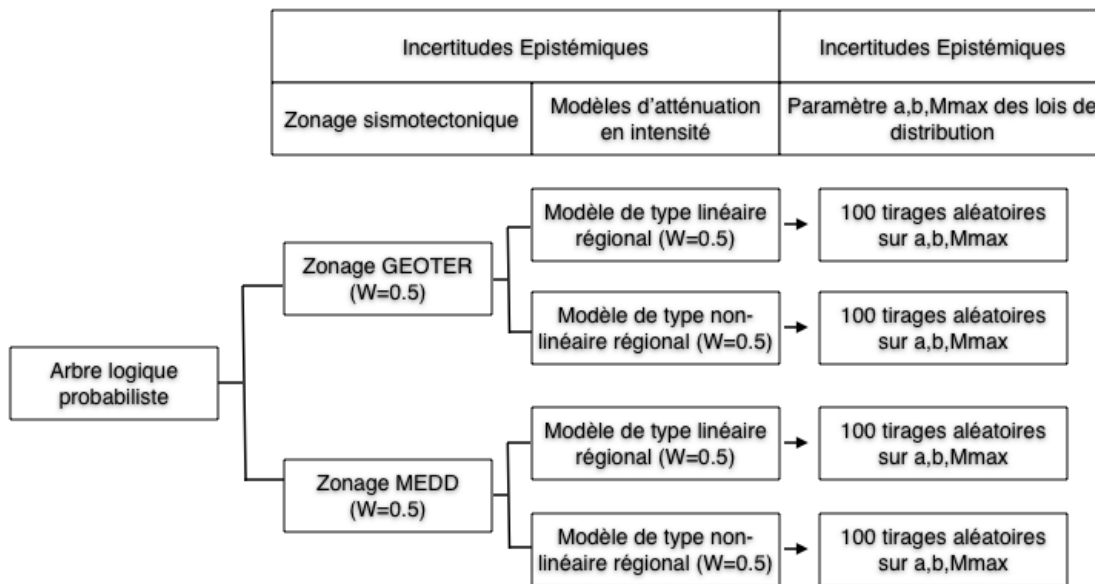 Incertitudes Epistémiques
Incertitudes Epistémiques
Zonage sismotectonique
Modèles d'atténuation
en intensité
Paramètre a,b,Mmax des lois de
distribution
Arbre logique
probabiliste
Zonage GEOTER
(W=0.5)
Modèle de type linéaire
régional (W=0.5)
100 tirages aléatoires
sur a,b,Mmax
Modèle de type non-
linéaire régional (W=0.5)
100 tirages aléatoires
sur a,b,Mmax
Zonage MEDD
(W=0.5)
Modèle de type linéaire
régional (W=0.5)
100 tirages aléatoires
sur a,b,Mmax
Modèle de type non-
linéaire régional (W=0.5)
100 tirages aléatoires
sur a,b,Mmax